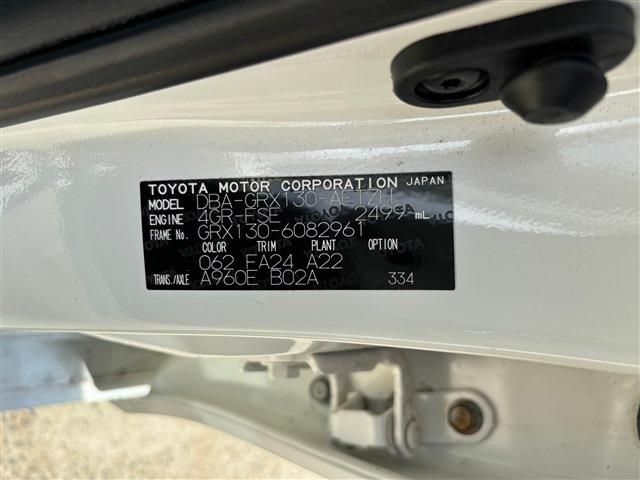 TOYOTA MOTOR CORPORATION JAPAN
MODEL DBA-GRX130-AETZH
ENGINE 4GR-FSE 2499 mL
FRAME No. GRX130-6082961
COLOR TRIM PLANT OPTION
062 FA24 A22
TRANS./AXLE A960E B02A 334